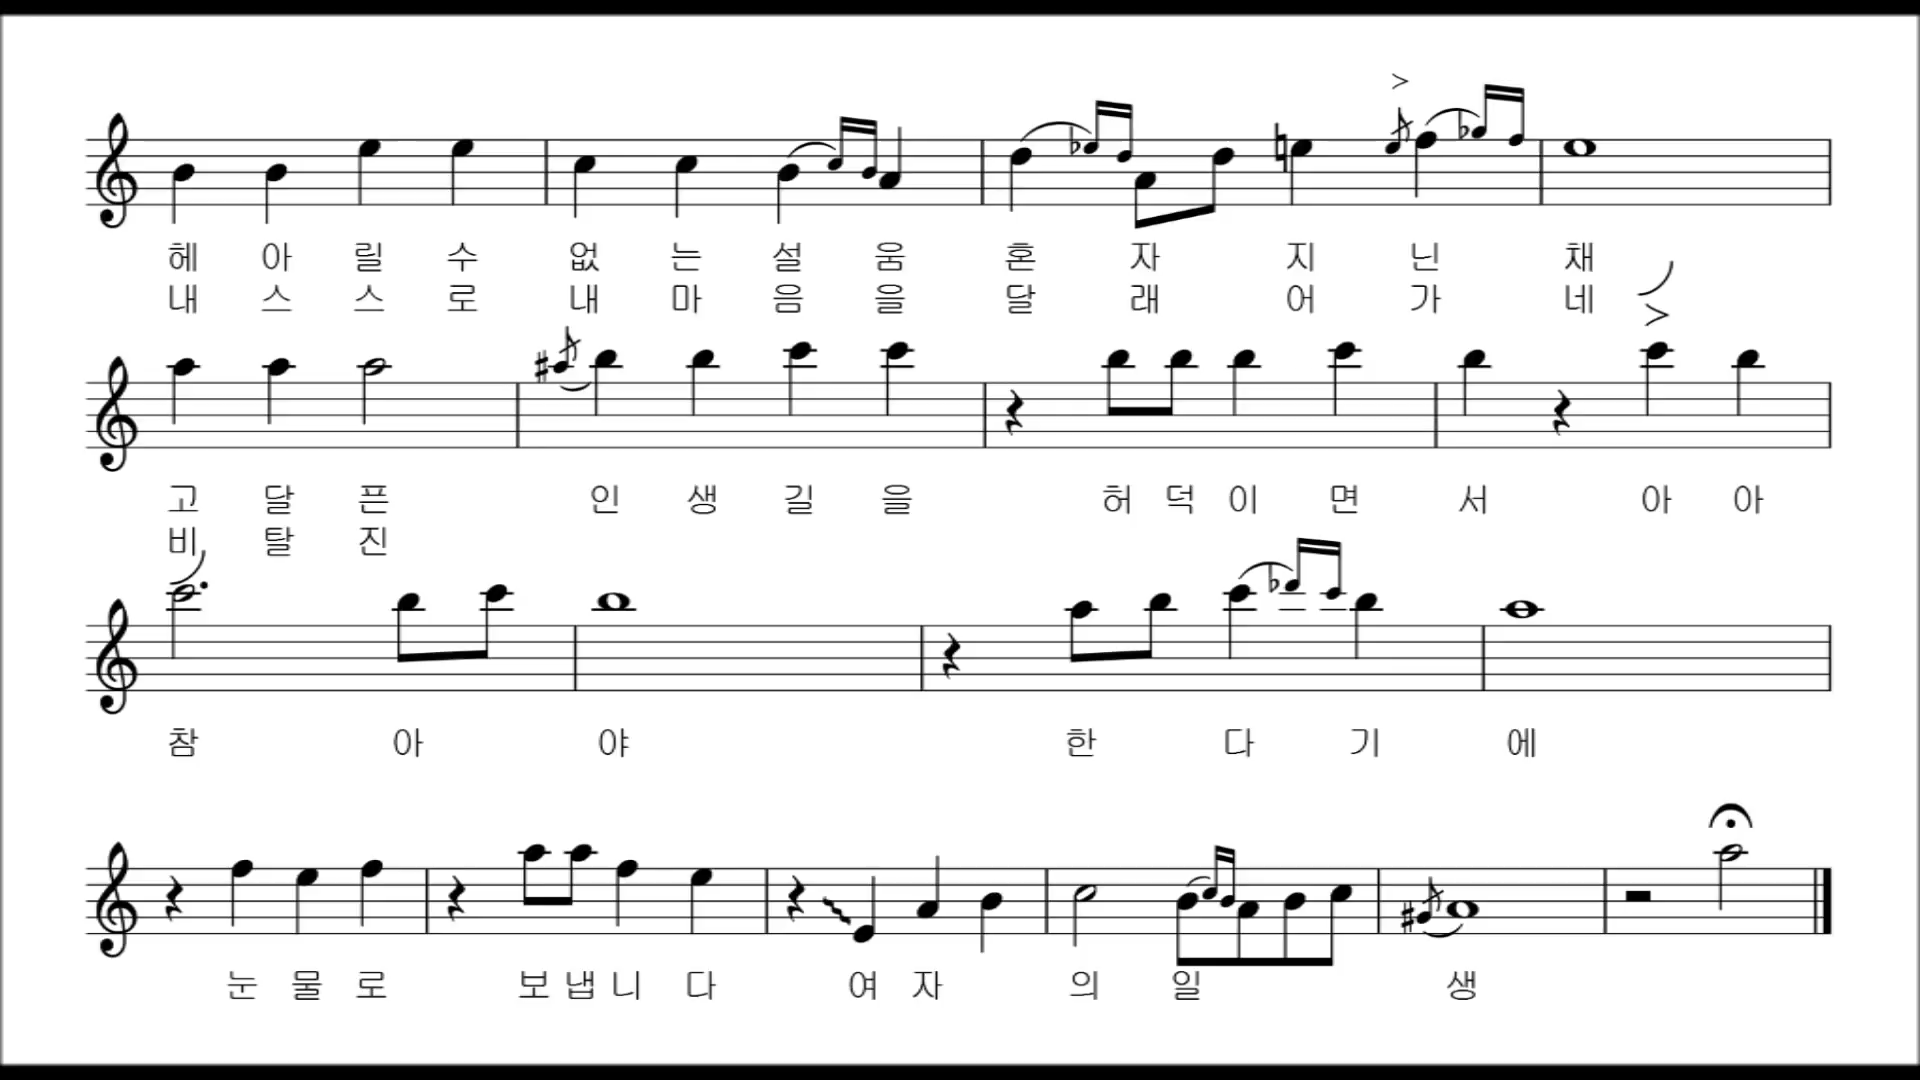 헤 아 릴 수 없 는 설 움 혼 자 지 닌 채
내 스 스 로 내 마 음 을 달 래 어 가 네
고 달 픈 인 생 길 을 허 덕 이 면 서 아 아
비 탈 진
참 아 야 한 다 기 에
눈 물 로 보 냅 니 다 여 자 의 일 생